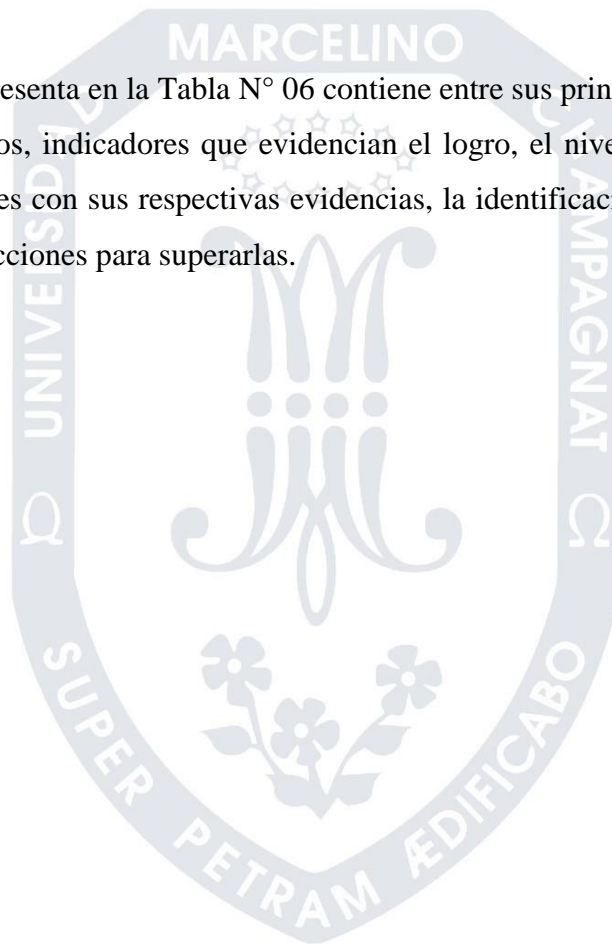 MARCELINO
esenta en la Tabla N° 06 contiene entre sus prin
os, indicadores que evidencian el logro, el nive
es con sus respectivas evidencias, la identificac
cciones para superarlas.
UNIVERSIDAD
CHAMPAGNAT
Ω Ω
SUPER PETRAM ÆDIFICABO